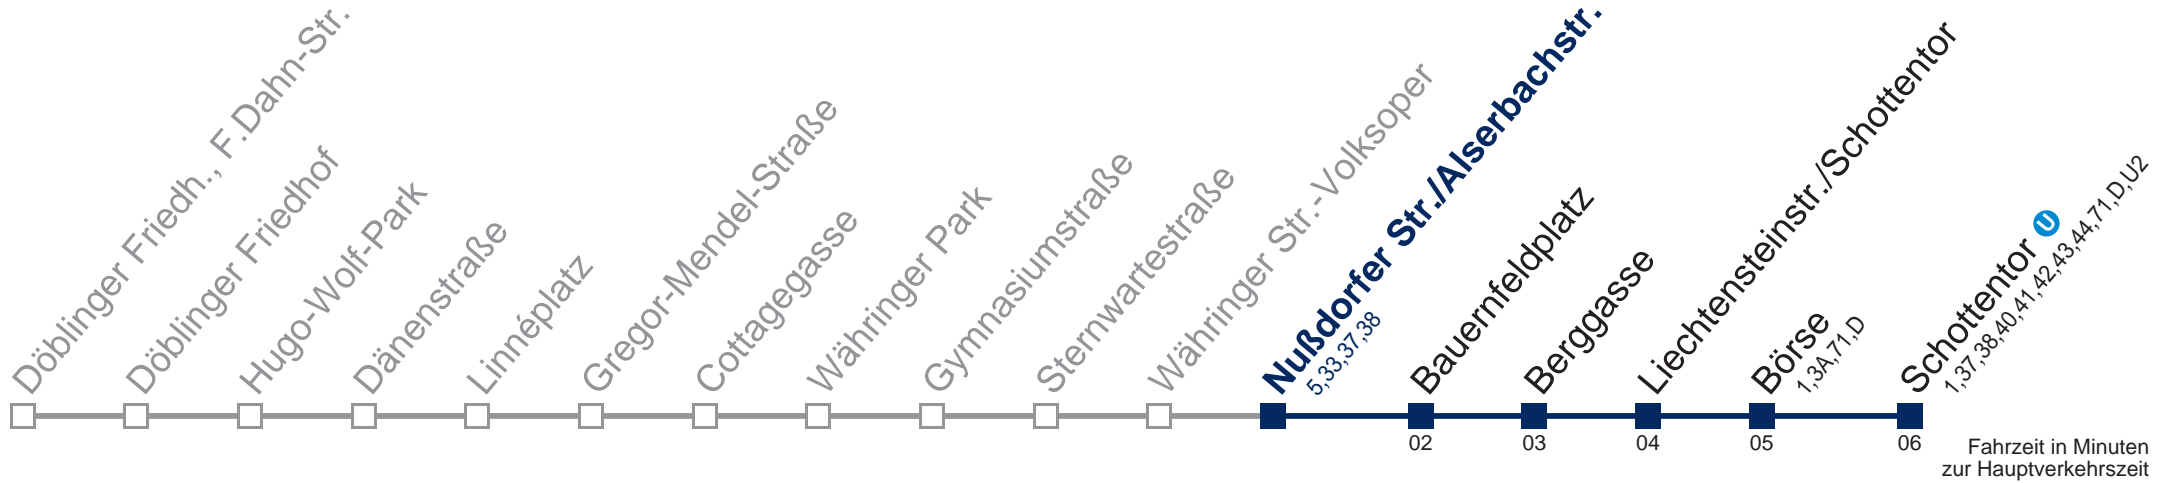 Döblinger Friedh., F.Dahn-Str.
Döblinger Friedhof
Hugo-Wolf-Park
Dänenstraße
Linnéplatz
Gregor-Mendel-Straße
Cottagegasse
Währinger Park
Gymnasiumstraße
Sternwartestraße
Währinger Str.-Volksoper
Nußdorfer Str./Alserbachstr.
5,33,37,38
Bauernfeldplatz
Berggasse
Liechtensteinstr./Schottentor
Börse
1,3A,71,D
Schottentor U
1,37,38,40,41,42,43,44,71,D,U2
02 03 04 05 06
Fahrzeit in Minuten
zur Hauptverkehrszeit